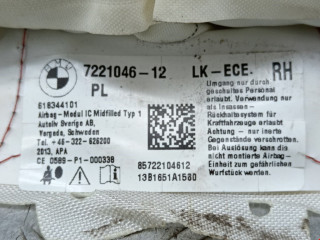 BMW
7221046-12 LK-ECE RH
PL
618344101
Airbag-Modul IC Midfilled Typ 1
Autoliv Sverige AB,
Vargarda, Schweden
Tel. +46-322-626200
2013, APA
CE 0589-P1-000338
Umgang nur durch
geschultes Personal
erlaubt. Verwendung nur
als Insassen-
Rückhaltesystem für
Kraftfahrzeuge erlaubt
Achtung - nur interne
Gegenstände verschrotten
Bei Auslösung kann die
nicht montierte Airbag-
Einheit zum gefährlichen
Wurfstück werden.
85722104612
13B1651A1580